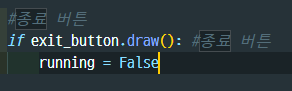 #종료 버튼
if exit_button.draw(): #종료 버튼
    running = False